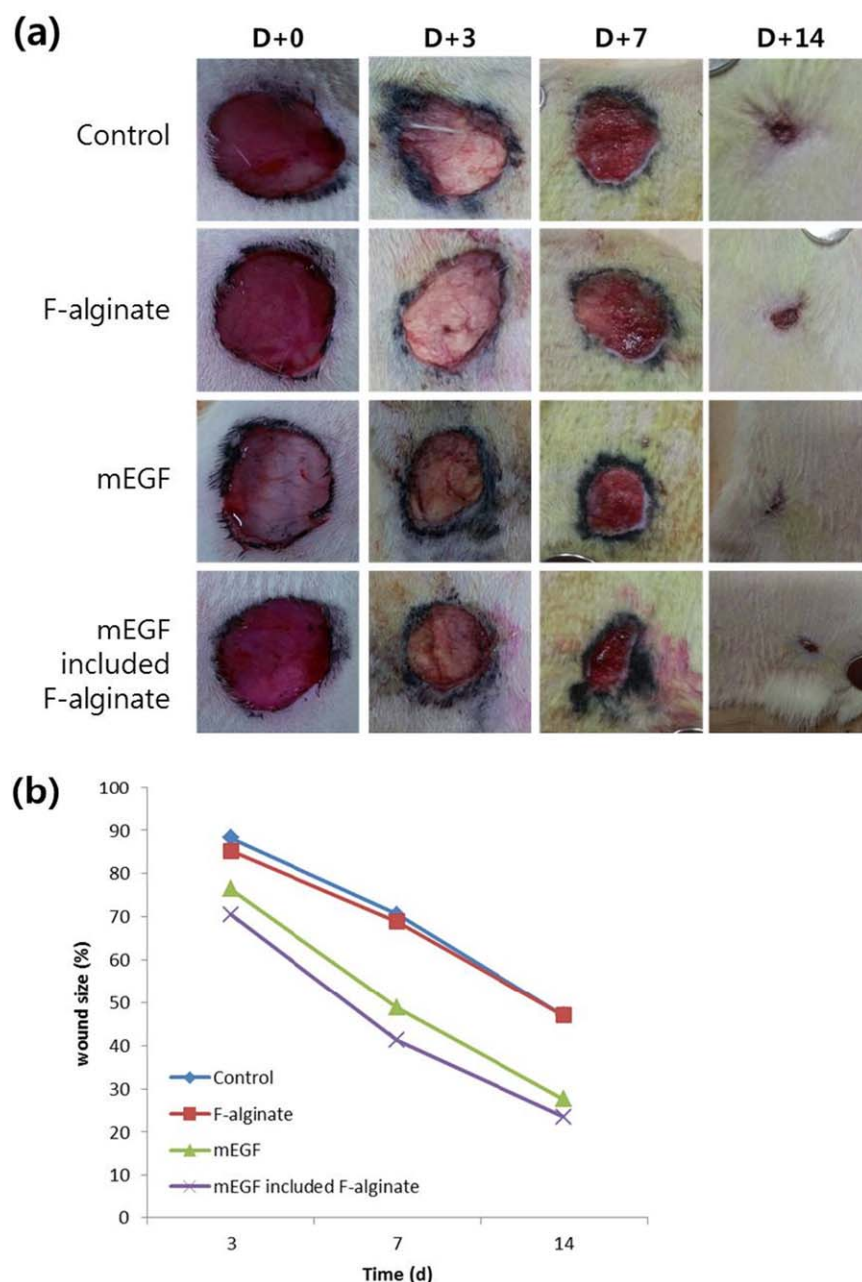 (a)
D+0 D+3 D+7 D+14
Control
F-alginate
mEGF
mEGF
included
F-alginate
(b)
100
90
80
70
60
50
40
30
20
10
0
wound size (%)
Control
F-alginate
mEGF
mEGF included F-alginate
3 7 14
Time (d)